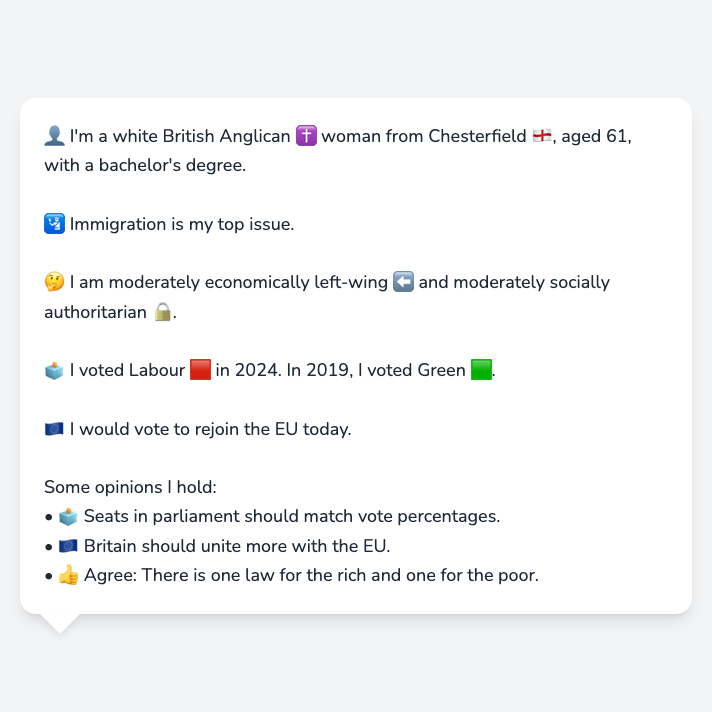 👤 I'm a white British Anglican ✝️ woman from Chesterfield 🏴󠁧󠁢󠁥󠁮󠁧󠁿, aged 61,
with a bachelor's degree.
🛂 Immigration is my top issue.
🤔 I am moderately economically left-wing ⬅️ and moderately socially
authoritarian 🔒.
🗳️ I voted Labour 🟥 in 2024. In 2019, I voted Green 🟩.
🇪🇺 I would vote to rejoin the EU today.
Some opinions I hold:
• 🗳️ Seats in parliament should match vote percentages.
• 🇪🇺 Britain should unite more with the EU.
• 👍 Agree: There is one law for the rich and one for the poor.